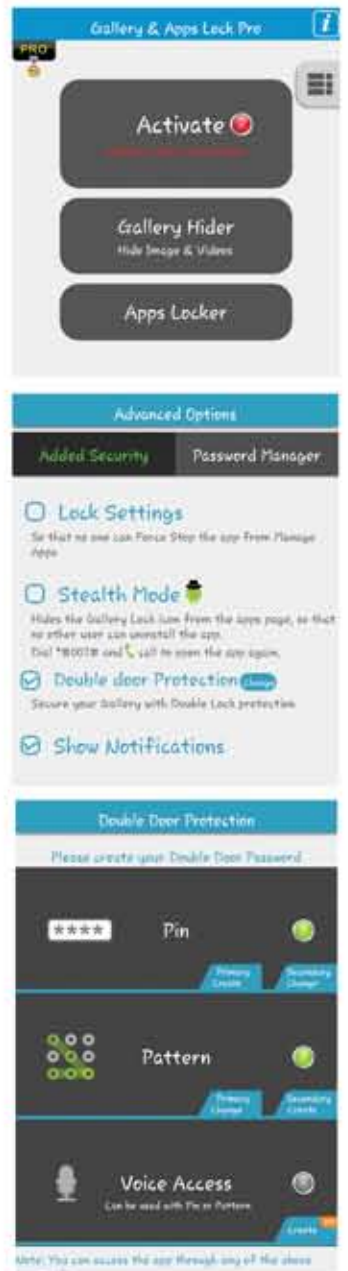 Gallery & Apps Lock Pro
i
PRO
Activate
Gallery Hider
Hide Image & Videos
Apps Locker
Advanced Options
Added Security
Password Manager
Lock Settings
So that no one can Force Stop the app from Manage
Apps
Stealth Mode
Hides the Gallery Lock icon from the apps page, so that
no other user can uninstall the app.
Dial *#001# and call to open the app again.
Double door Protection
Change
Secure your Gallery with Double Lock protection
Show Notifications
Double Door Protection
Please create your Double Door Password
****
Pin
Primary
Create
Secondary
Change
Pattern
Primary
Change
Secondary
Create
Voice Access
Can be used with Pin or Pattern
Create
Note: You can access the app through any of the above